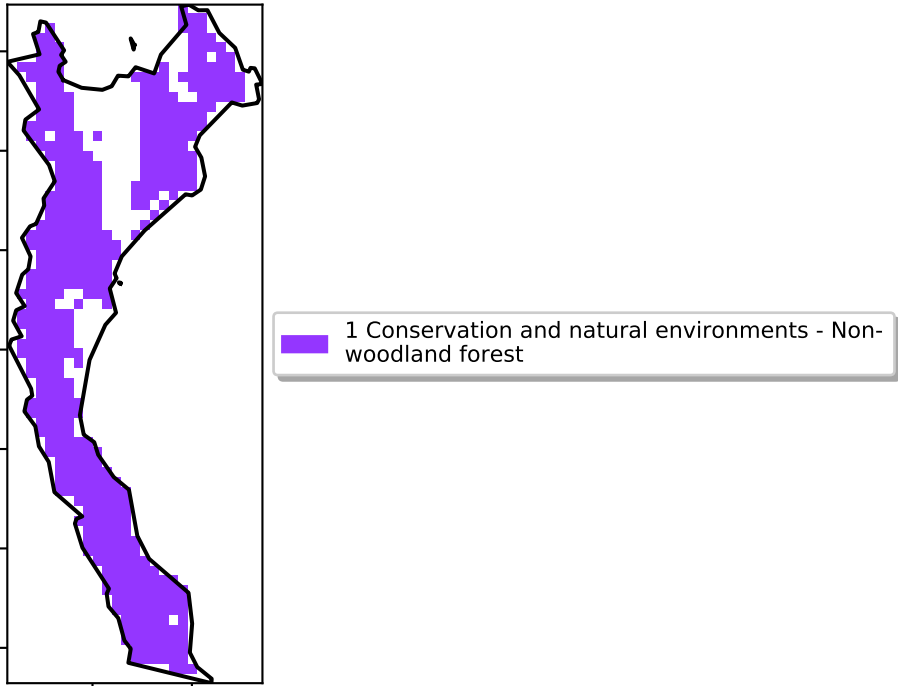 1 Conservation and natural environments - Non-
woodland forest